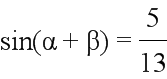 sin(α + β) = 5/13